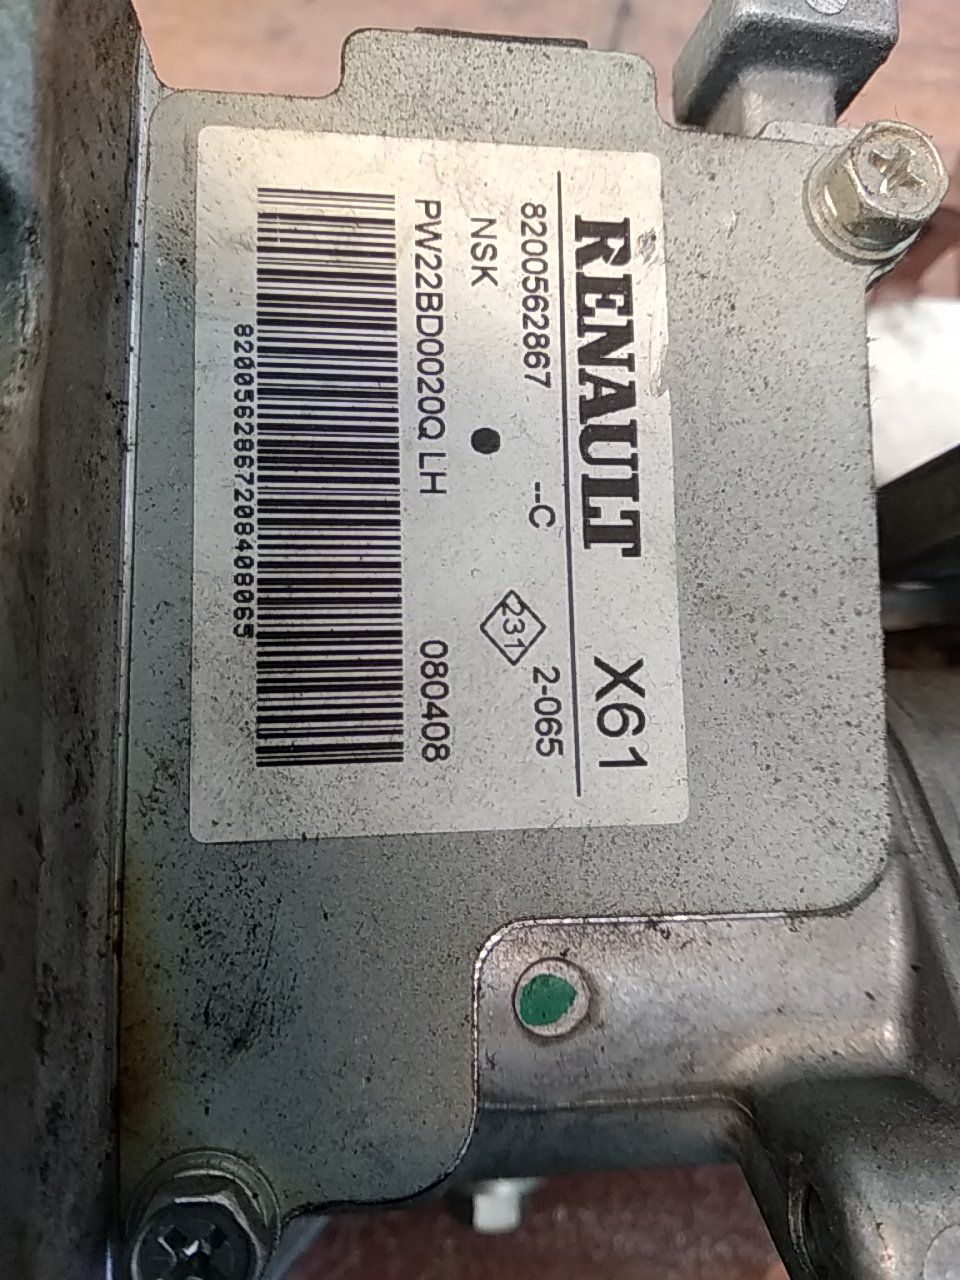 RENAULT X61
8200562867 --C 2-065
NSK 231
PW22BD0020Q LH 080408
8200562867208408065